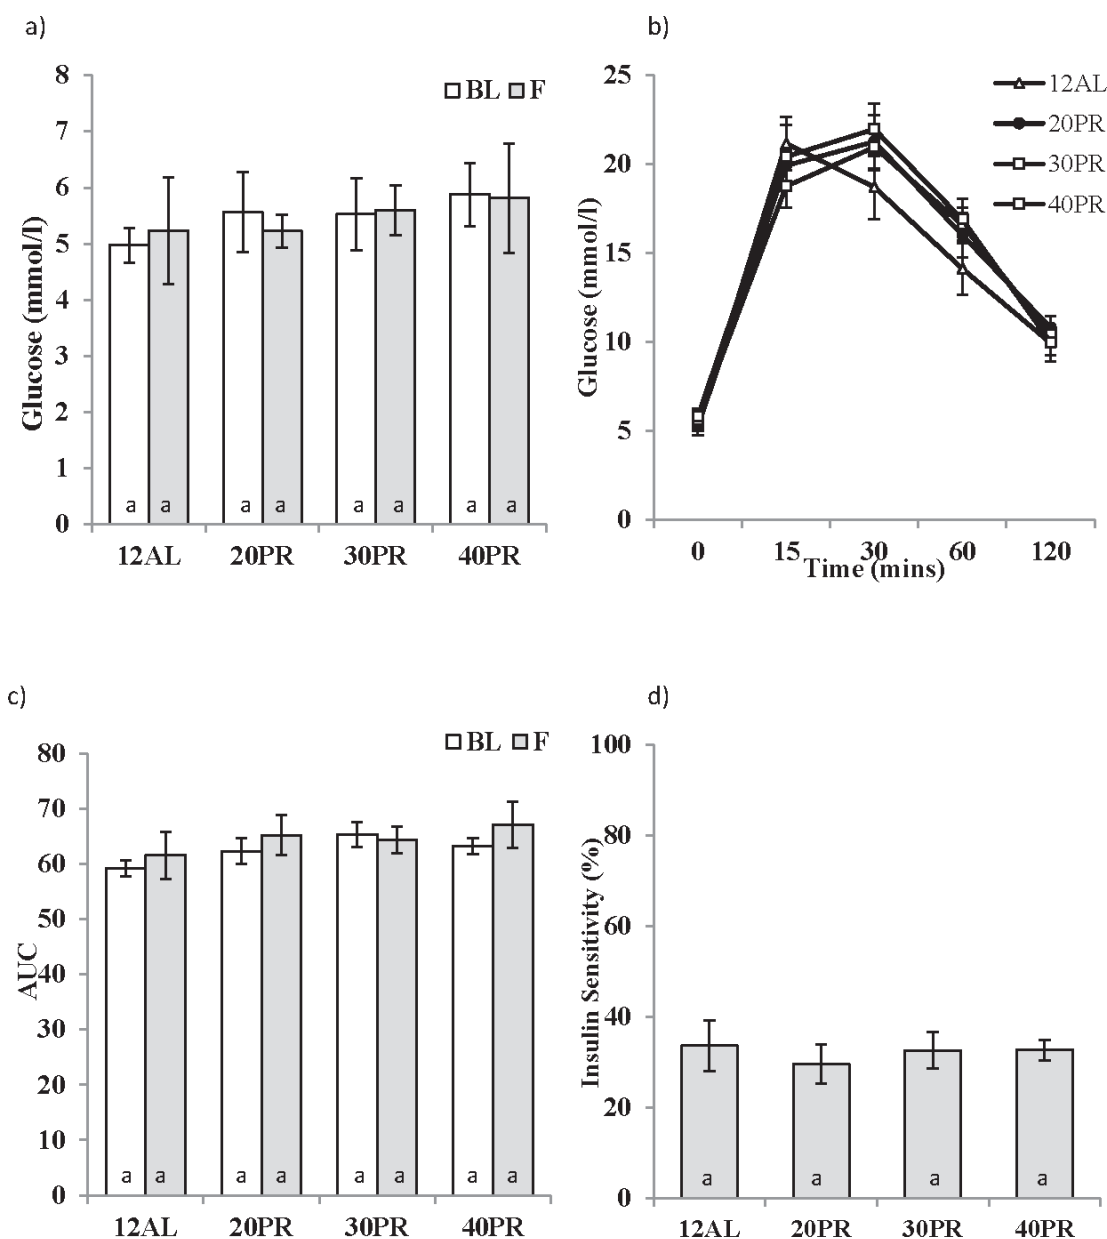 a)
BL F
8
7
6
5
4
3
2
1
0
Glucose (mmol/l)
a a a a a a a a
12AL 20PR 30PR 40PR
b)
12AL
20PR
30PR
40PR
25
20
15
10
5
0
Glucose (mmol/l)
0 15 30 60 120
Time (mins)
c)
BL F
80
70
60
50
40
30
20
10
0
AUC
a a a a a a a a
12AL 20PR 30PR 40PR
d)
100
80
60
40
20
0
Insulin Sensitivity (%)
a a a a
12AL 20PR 30PR 40PR